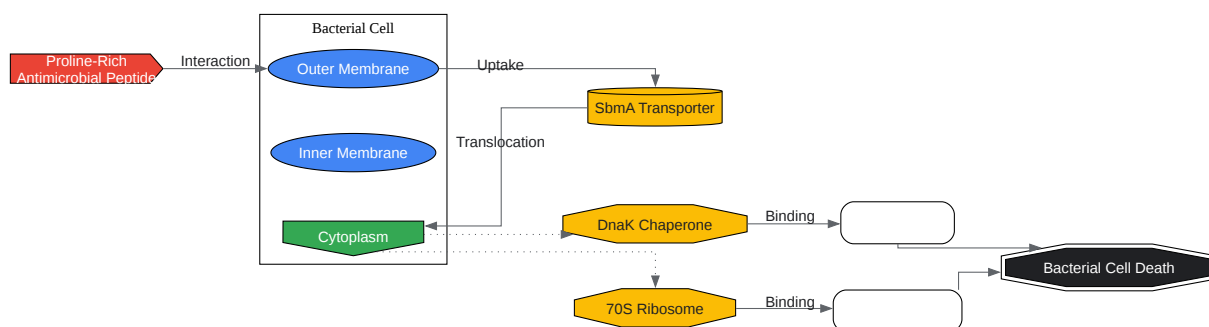 Bacterial Cell
Proline-Rich
Antimicrobial Peptide
Interaction
Outer Membrane
Uptake
SbmA Transporter
Translocation
Inner Membrane
Cytoplasm
DnaK Chaperone
Binding
Bacterial Cell Death
70S Ribosome
Binding